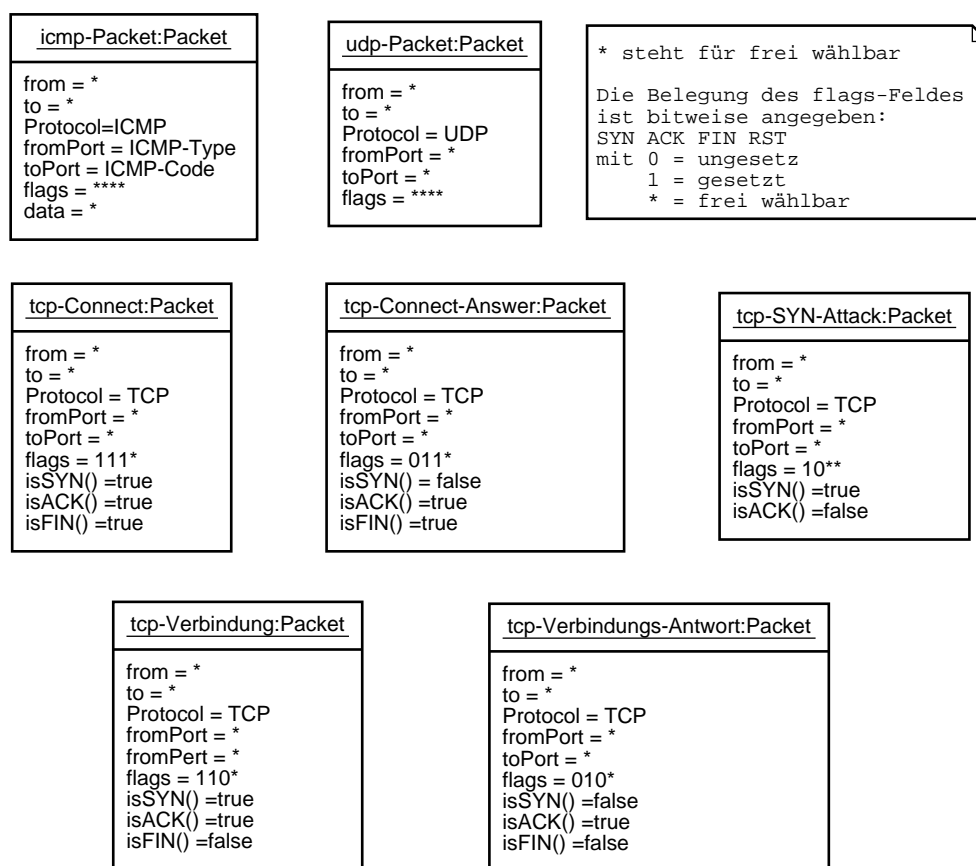 icmp-Packet:Packet
from = *
to = *
Protocol=ICMP
fromPort = ICMP-Type
toPort = ICMP-Code
flags = ****
data = *
udp-Packet:Packet
from = *
to = *
Protocol = UDP
fromPort = *
toPort = *
flags = ****
* steht für frei wählbar
Die Belegung des flags-Feldes
ist bitweise angegeben:
SYN ACK FIN RST
mit 0 = ungesetz
1 = gesetzt
* = frei wählbar
tcp-Connect:Packet
from = *
to = *
Protocol = TCP
fromPort = *
toPort = *
flags = 111*
isSYN() =true
isACK() =true
isFIN() =true
tcp-Connect-Answer:Packet
from = *
to = *
Protocol = TCP
fromPort = *
toPort = *
flags = 011*
isSYN() = false
isACK() =true
isFIN() =true
tcp-SYN-Attack:Packet
from = *
to = *
Protocol = TCP
fromPort = *
toPort = *
flags = 10**
isSYN() =true
isACK() =false
tcp-Verbindung:Packet
from = *
to = *
Protocol = TCP
fromPort = *
fromPert = *
flags = 110*
isSYN() =true
isACK() =true
isFIN() =false
tcp-Verbindungs-Antwort:Packet
from = *
to = *
Protocol = TCP
fromPort = *
toPort = *
flags = 010*
isSYN() =false
isACK() =true
isFIN() =false